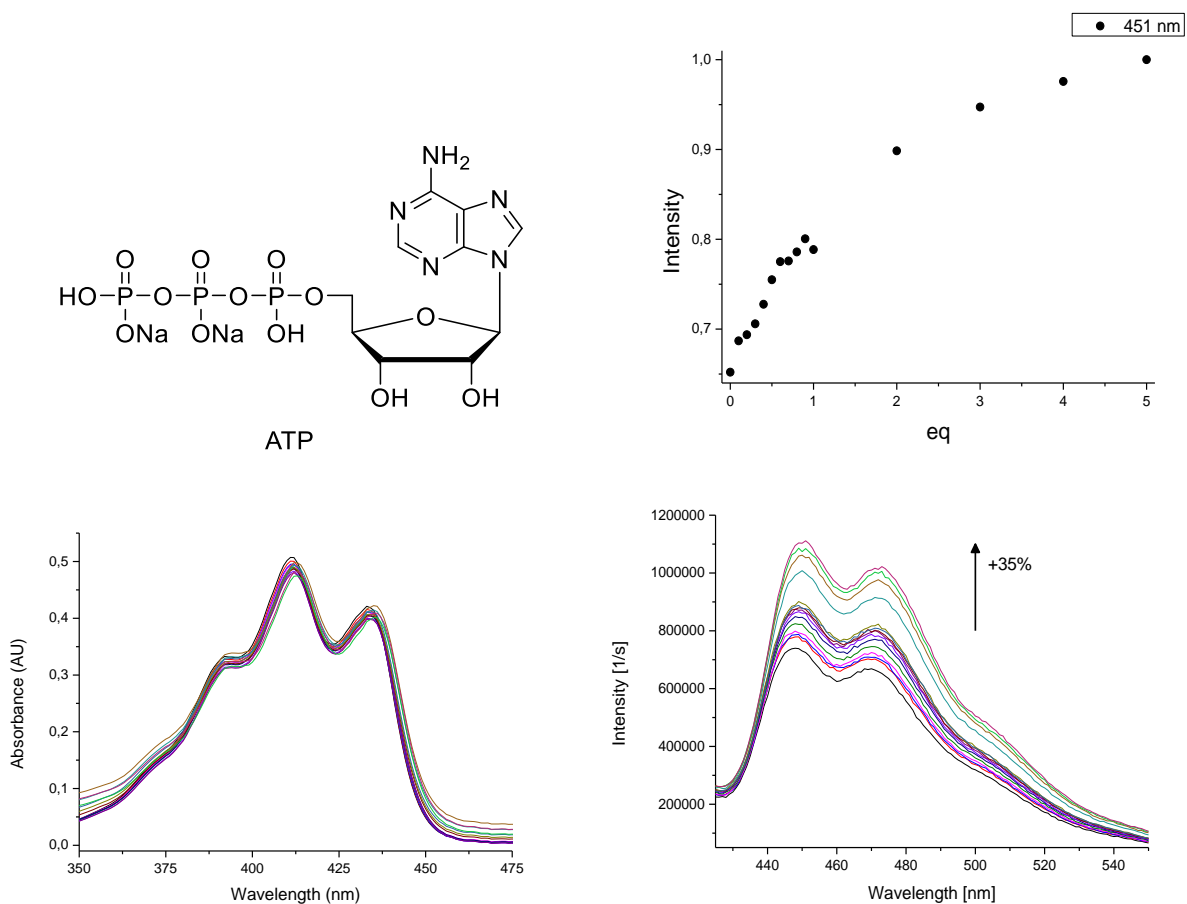 NH₂
N
N
N
N
O
O
O
HO
P
O
P
O
P
O
ONa
ONa
OH
O
OH
OH
ATP
451 nm
1,0
0,9
0,8
0,7
Intensity
0
1
2
3
4
5
eq
0,5
0,4
0,3
0,2
0,1
0,0
Absorbance (AU)
350
375
400
425
450
475
Wavelength (nm)
1200000
1000000
800000
600000
400000
200000
Intensity [1/s]
+35%
440
460
480
500
520
540
Wavelength [nm]